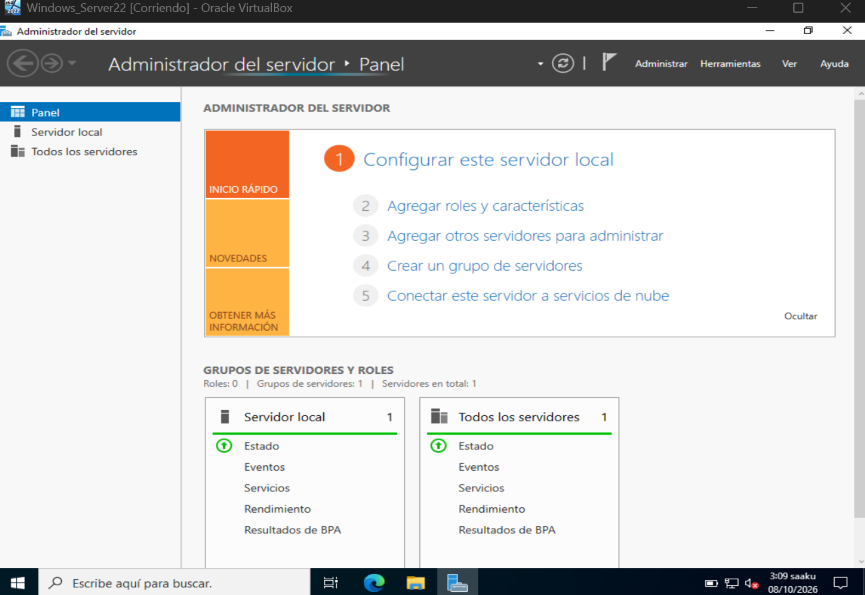 Windows_Server22 [Corriendo] - Oracle VirtualBox
Administrador del servidor
Administrador del servidor ‣ Panel
Administrar Herramientas Ver Ayuda
Panel
Servidor local
Todos los servidores
ADMINISTRADOR DEL SERVIDOR
INICIO RÁPIDO
NOVEDADES
OBTENER MÁS
INFORMACIÓN
1 Configurar este servidor local
2 Agregar roles y características
3 Agregar otros servidores para administrar
4 Crear un grupo de servidores
5 Conectar este servidor a servicios de nube
Ocultar
GRUPOS DE SERVIDORES Y ROLES
Roles: 0 | Grupos de servidores: 1 | Servidores en total: 1
Servidor local 1
Estado
Eventos
Servicios
Rendimiento
Resultados de BPA
Todos los servidores 1
Estado
Eventos
Servicios
Rendimiento
Resultados de BPA
Escribe aquí para buscar.
3:09 saaku
08/10/2026